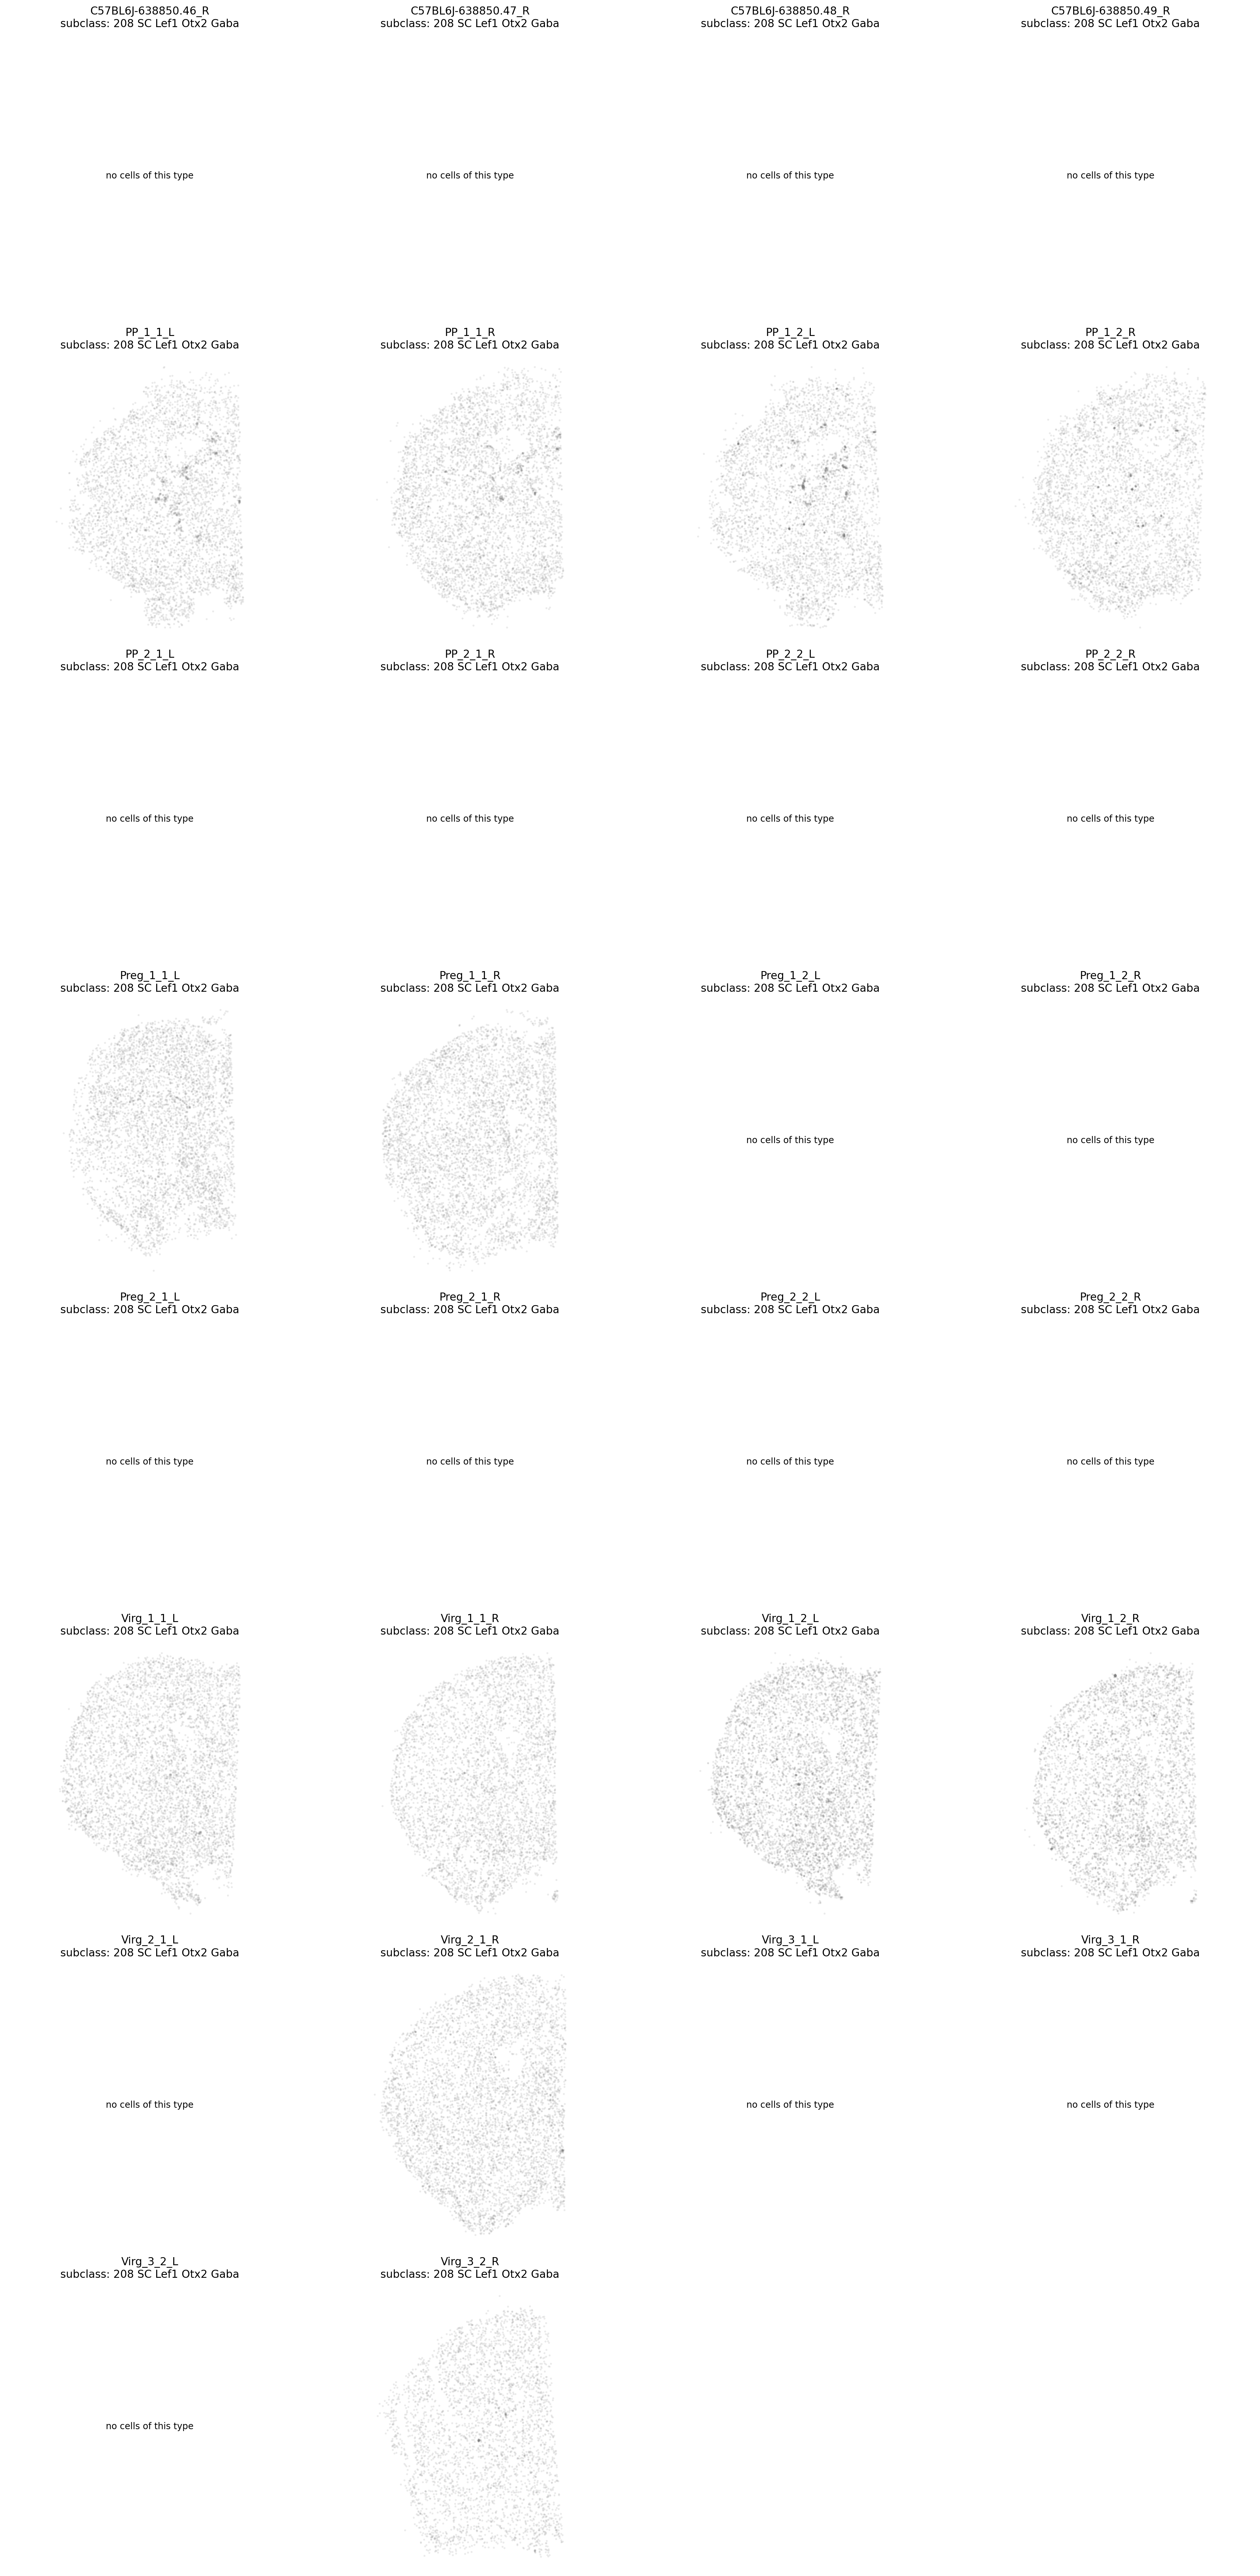 C57BL6J-638850.46_R
subclass: 208 SC Lef1 Otx2 Gaba
C57BL6J-638850.47_R
subclass: 208 SC Lef1 Otx2 Gaba
C57BL6J-638850.48_R
subclass: 208 SC Lef1 Otx2 Gaba
C57BL6J-638850.49_R
subclass: 208 SC Lef1 Otx2 Gaba
no cells of this type
no cells of this type
no cells of this type
no cells of this type
PP_1_1_L
subclass: 208 SC Lef1 Otx2 Gaba
PP_1_1_R
subclass: 208 SC Lef1 Otx2 Gaba
PP_1_2_L
subclass: 208 SC Lef1 Otx2 Gaba
PP_1_2_R
subclass: 208 SC Lef1 Otx2 Gaba
PP_2_1_L
subclass: 208 SC Lef1 Otx2 Gaba
PP_2_1_R
subclass: 208 SC Lef1 Otx2 Gaba
PP_2_2_L
subclass: 208 SC Lef1 Otx2 Gaba
PP_2_2_R
subclass: 208 SC Lef1 Otx2 Gaba
no cells of this type
no cells of this type
no cells of this type
no cells of this type
Preg_1_1_L
subclass: 208 SC Lef1 Otx2 Gaba
Preg_1_1_R
subclass: 208 SC Lef1 Otx2 Gaba
Preg_1_2_L
subclass: 208 SC Lef1 Otx2 Gaba
Preg_1_2_R
subclass: 208 SC Lef1 Otx2 Gaba
no cells of this type
no cells of this type
Preg_2_1_L
subclass: 208 SC Lef1 Otx2 Gaba
Preg_2_1_R
subclass: 208 SC Lef1 Otx2 Gaba
Preg_2_2_L
subclass: 208 SC Lef1 Otx2 Gaba
Preg_2_2_R
subclass: 208 SC Lef1 Otx2 Gaba
no cells of this type
no cells of this type
no cells of this type
no cells of this type
Virg_1_1_L
subclass: 208 SC Lef1 Otx2 Gaba
Virg_1_1_R
subclass: 208 SC Lef1 Otx2 Gaba
Virg_1_2_L
subclass: 208 SC Lef1 Otx2 Gaba
Virg_1_2_R
subclass: 208 SC Lef1 Otx2 Gaba
Virg_2_1_L
subclass: 208 SC Lef1 Otx2 Gaba
Virg_2_1_R
subclass: 208 SC Lef1 Otx2 Gaba
Virg_3_1_L
subclass: 208 SC Lef1 Otx2 Gaba
Virg_3_1_R
subclass: 208 SC Lef1 Otx2 Gaba
no cells of this type
no cells of this type
no cells of this type
Virg_3_2_L
subclass: 208 SC Lef1 Otx2 Gaba
Virg_3_2_R
subclass: 208 SC Lef1 Otx2 Gaba
no cells of this type